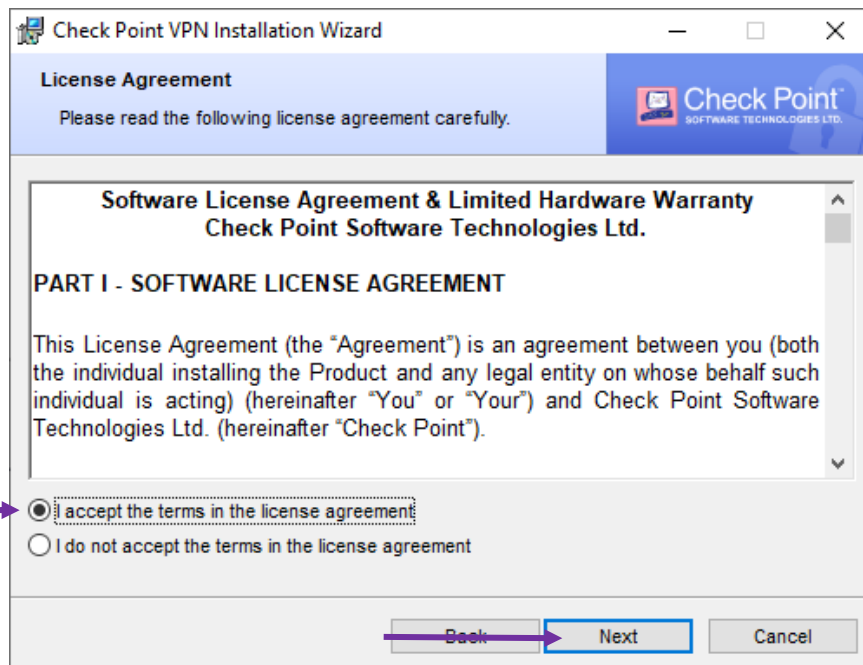 Check Point VPN Installation Wizard
License Agreement
Please read the following license agreement carefully.
Check Point
SOFTWARE TECHNOLOGIES LTD.
Software License Agreement & Limited Hardware Warranty
Check Point Software Technologies Ltd.
PART I - SOFTWARE LICENSE AGREEMENT
This License Agreement (the “Agreement”) is an agreement between you (both
the individual installing the Product and any legal entity on whose behalf such
individual is acting) (hereinafter “You” or “Your”) and Check Point Software
Technologies Ltd. (hereinafter “Check Point”).
I accept the terms in the license agreement
I do not accept the terms in the license agreement
Back Next Cancel